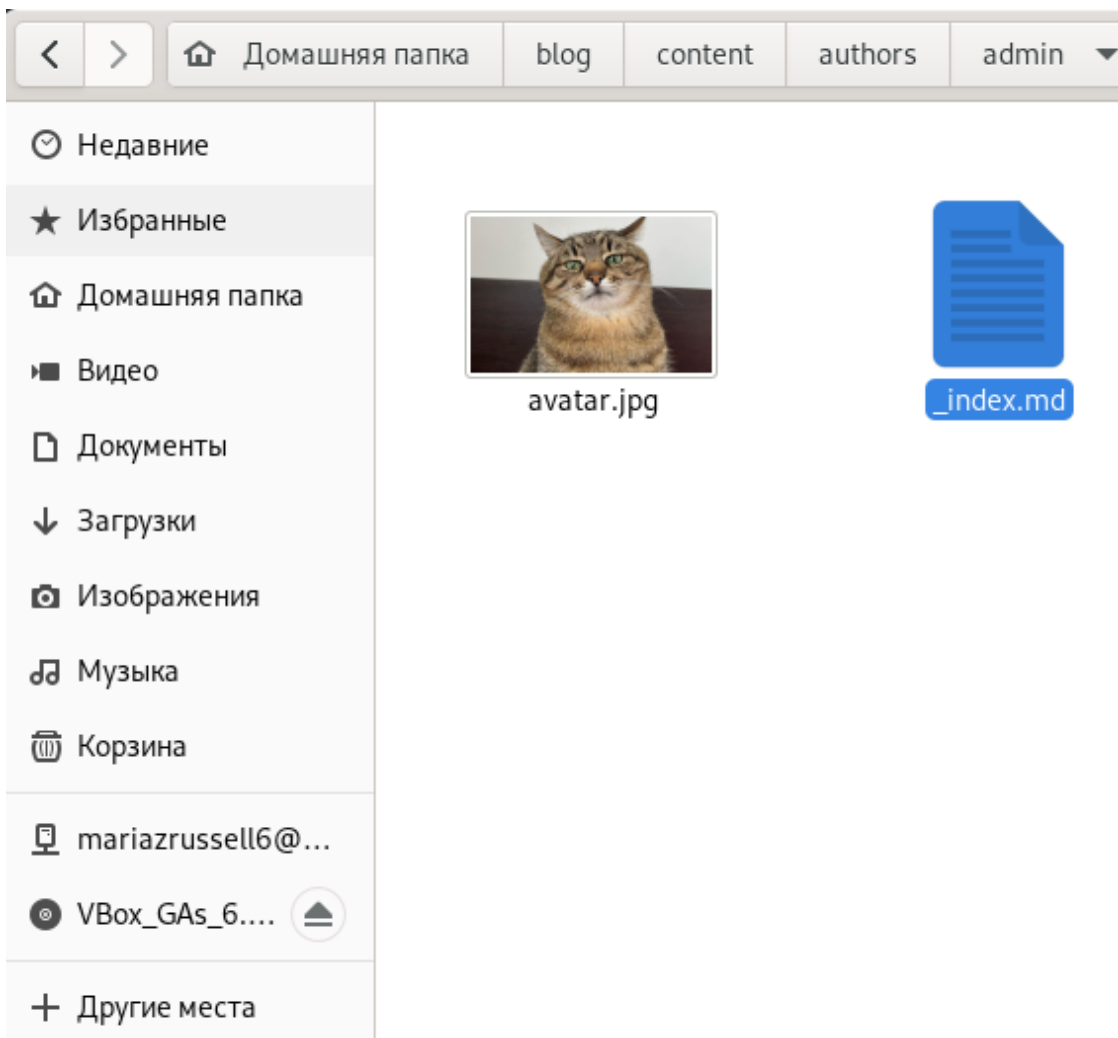 Домашняя папка blog content authors admin
Недавние
Избранные
Домашняя папка
Видео
Документы
Загрузки
Изображения
Музыка
Корзина
mariazrussell6@...
VBox_GAs_6....
Другие места
avatar.jpg
_index.md